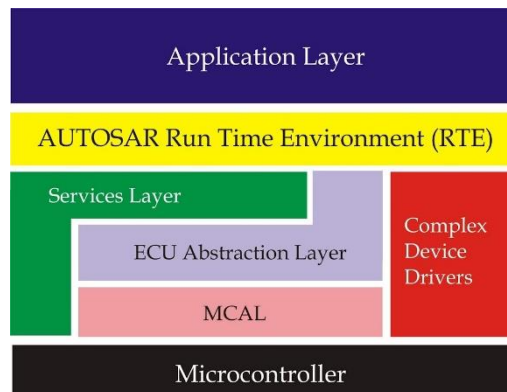 Application Layer
AUTOSAR Run Time Environment (RTE)
Services Layer
ECU Abstraction Layer
Complex
Device
Drivers
MCAL
Microcontroller